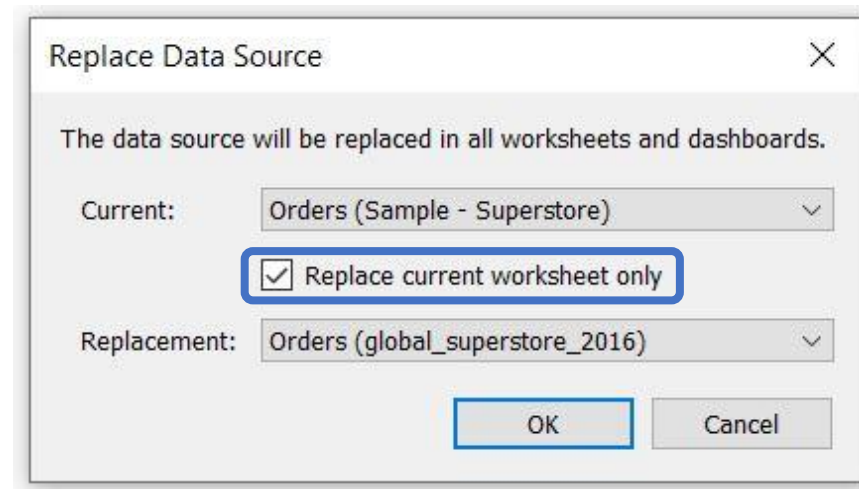 Replace Data Source
The data source will be replaced in all worksheets and dashboards.
Current: Orders (Sample - Superstore)
Replace current worksheet only
Replacement: Orders (global_superstore_2016)
OK Cancel